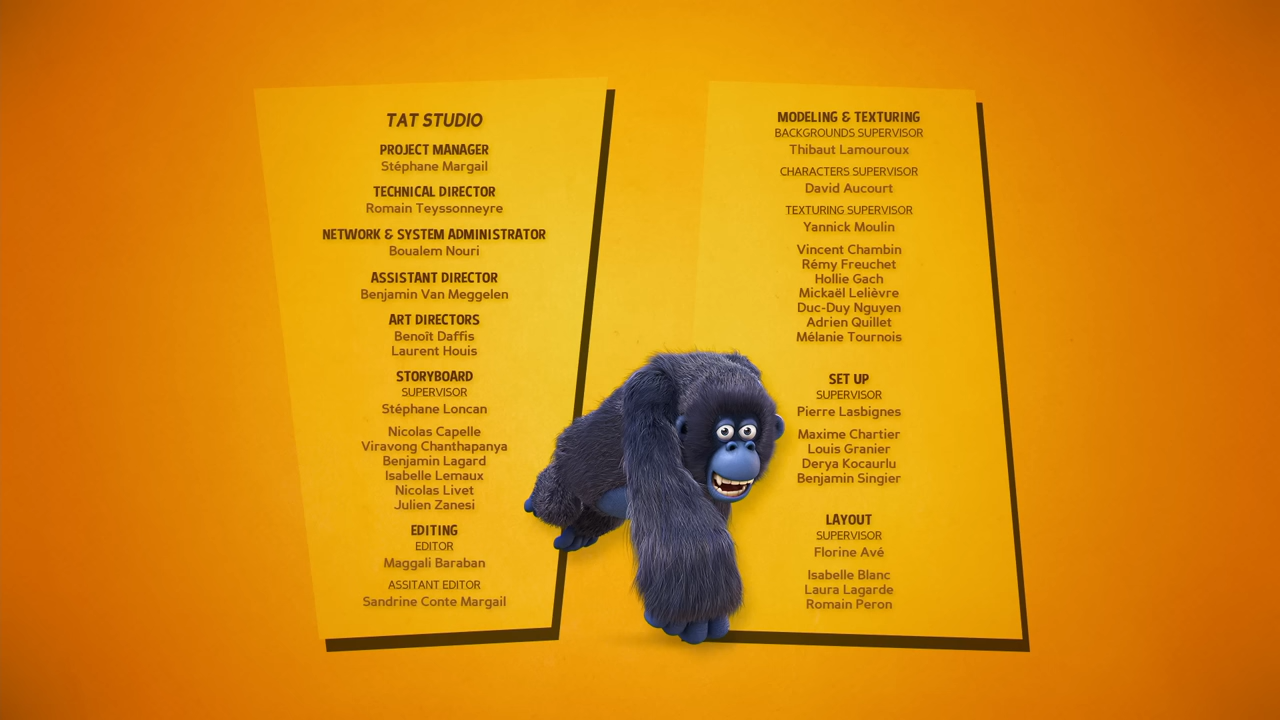 TAT STUDIO
PROJECT MANAGER
Stéphane Margail
TECHNICAL DIRECTOR
Romain Teyssonneyre
NETWORK & SYSTEM ADMINISTRATOR
Boualem Nouri
ASSISTANT DIRECTOR
Benjamin Van Meggelen
ART DIRECTORS
Benoît Daffis
Laurent Houis
STORYBOARD
SUPERVISOR
Stéphane Loncan
Nicolas Capelle
Viravong Chanthapanya
Benjamin Lagard
Isabelle Lemaux
Nicolas Livet
Julien Zanesi
EDITING
EDITOR
Maggali Baraban
ASSITANT EDITOR
Sandrine Conte Margail
MODELING & TEXTURING
BACKGROUNDS SUPERVISOR
Thibaut Lamouroux
CHARACTERS SUPERVISOR
David Aucourt
TEXTURING SUPERVISOR
Yannick Moulin
Vincent Chambin
Rémy Freuchet
Hollie Gach
Mickaël Lelièvre
Duc-Duy Nguyen
Adrien Quillet
Mélanie Tournois
SET UP
SUPERVISOR
Pierre Lasbignes
Maxime Chartier
Louis Granier
Derya Kocaurlu
Benjamin Singier
LAYOUT
SUPERVISOR
Florine Avé
Isabelle Blanc
Laura Lagarde
Romain Peron